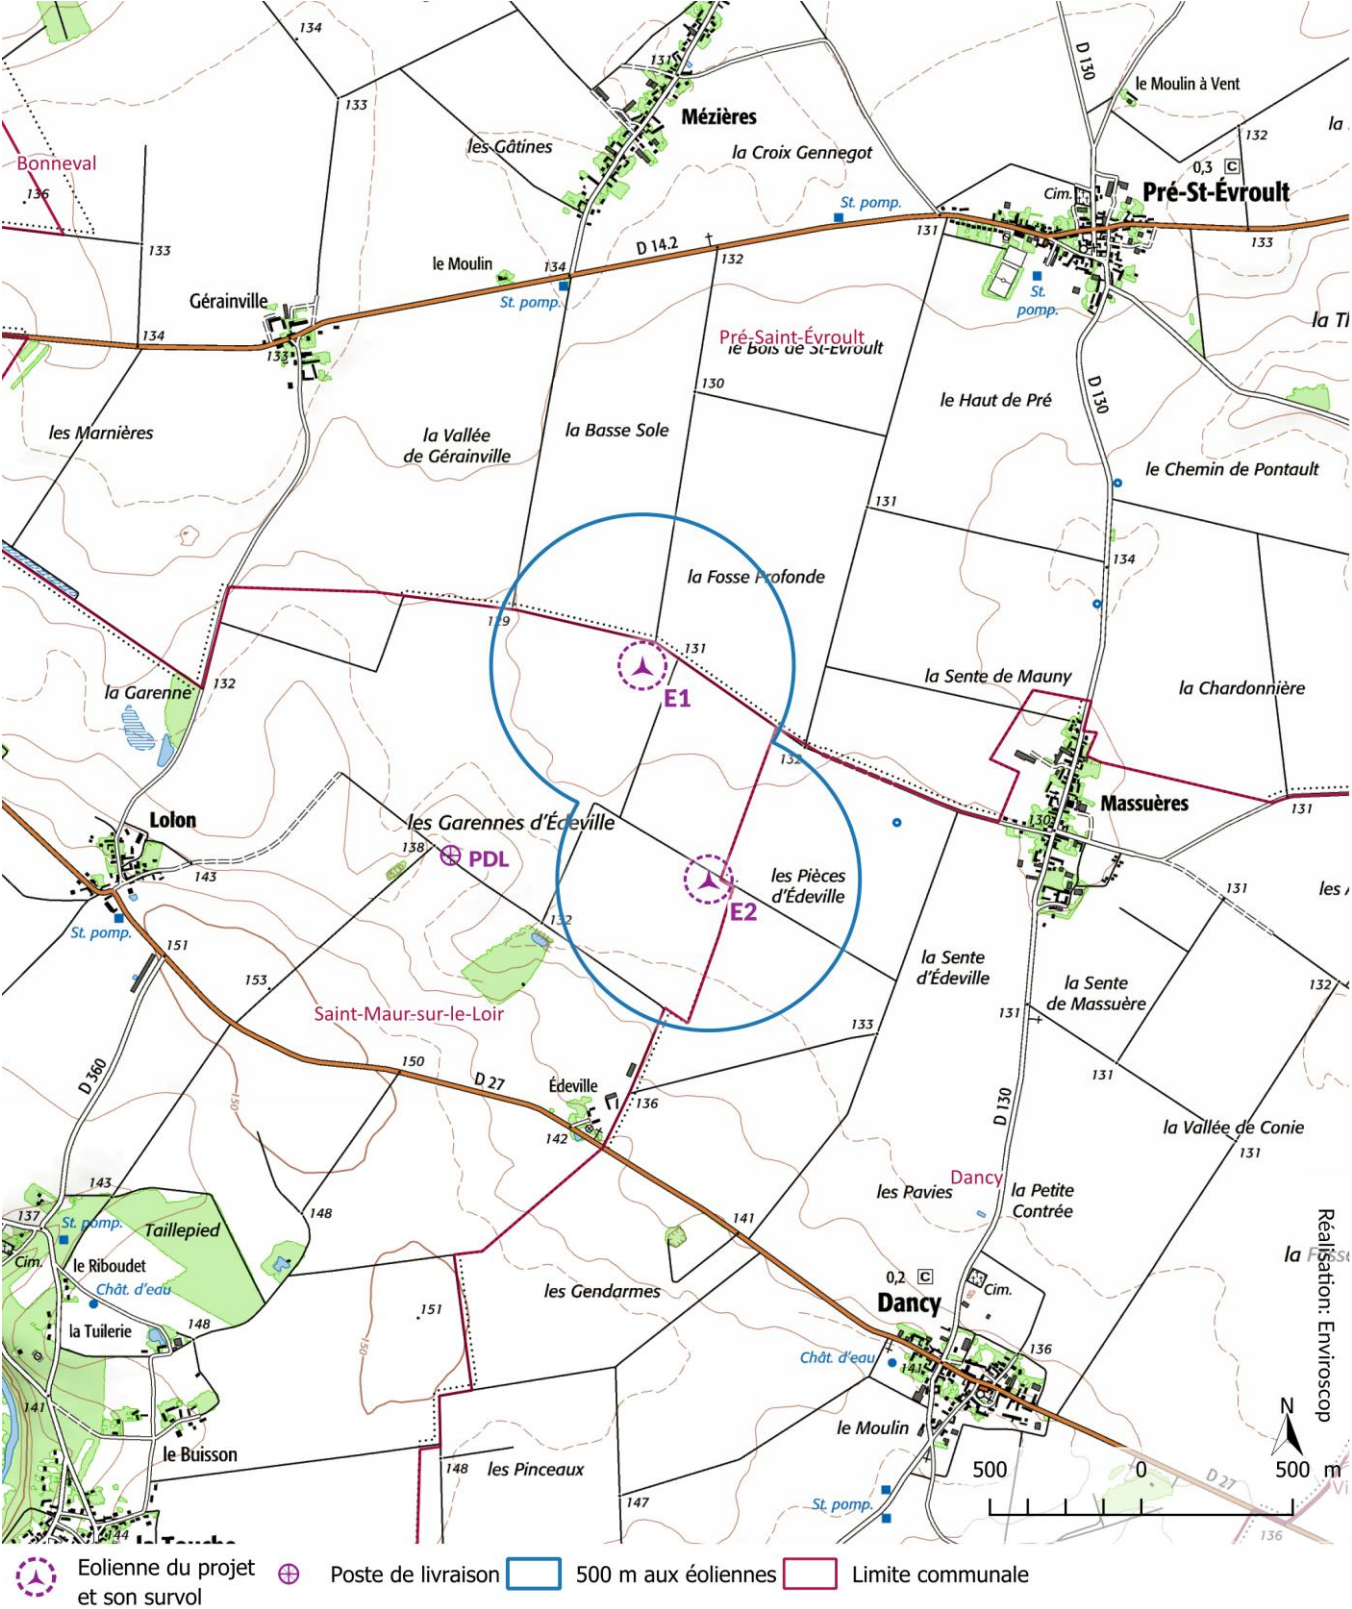 134
D 130
131
le Moulin à Vent
133
Mézières
132
la
les Gâtines
la Croix Gennegot
0,3 C
Bonneval
136
Cim.
Pré-St-Évroult
St. pomp.
131
133
133
D 14.2
132
le Moulin
134
St. pomp.
St.
pomp.
Gérainville
134
133
Pré-Saint-Évroult
le Bois de St-Evroult
130
D 130
le Haut de Pré
les Marnières
la Vallée
de Gérainville
la Basse Sole
le Chemin de Pontault
131
134
la Fosse Profonde
129
131
la Garenne
132
E1
la Sente de Mauny
la Chardonnière
132
Lolon
les Garennes d'Édeville
Massuères
131
130
138
PDL
143
les Pièces
d'Édeville
131
E2
132
St. pomp.
151
la Sente
d'Édeville
153
la Sente
de Massuère
132
Saint-Maur-sur-le-Loir
131
133
150
D 360
D 27
Édeville
131
150
136
D 130
142
la Vallée de Conie
131
143
Dancy
les Pavies
la Petite
Contrée
137
St. pomp.
148
Taillepied
141
Cim.
le Riboudet
Chât. d'eau
0,2 C
Cim.
les Gendarmes
Dancy
151
la Tuilerie
148
150
Chât. d'eau
141
136
Réalisation: Enviroscop
141
le Moulin
N
le Buisson
148
les Pinceaux
500 0 500 m
D 27
147
St. pomp.
136
144
Eolienne du projet
et son survol
Poste de livraison
500 m aux éoliennes
Limite communale